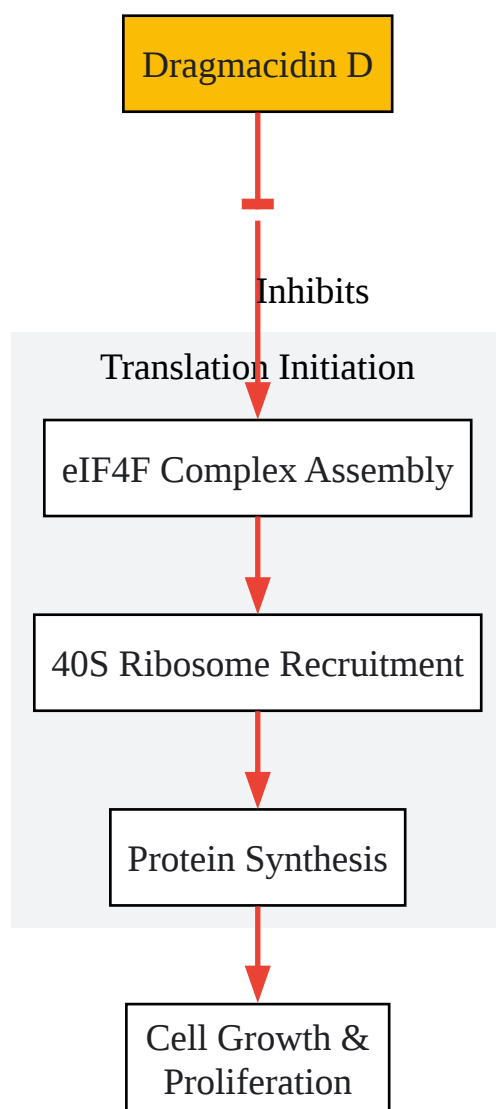 Dragmacidin D
Inhibits
Translation Initiation
eIF4F Complex Assembly
40S Ribosome Recruitment
Protein Synthesis
Cell Growth &
Proliferation